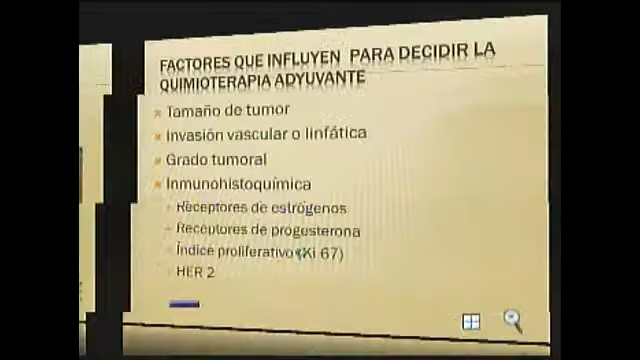 FACTORES QUE INFLUYEN PARA DECIDIR LA
QUIMIOTERAPIA ADYUVANTE
Tamaño de tumor
Invasión vascular o linfática
Grado tumoral
Inmunohistoquímica
- Receptores de estrógenos
- Receptores de progesterona
- Índice proliferativo (Ki 67)
- HER 2